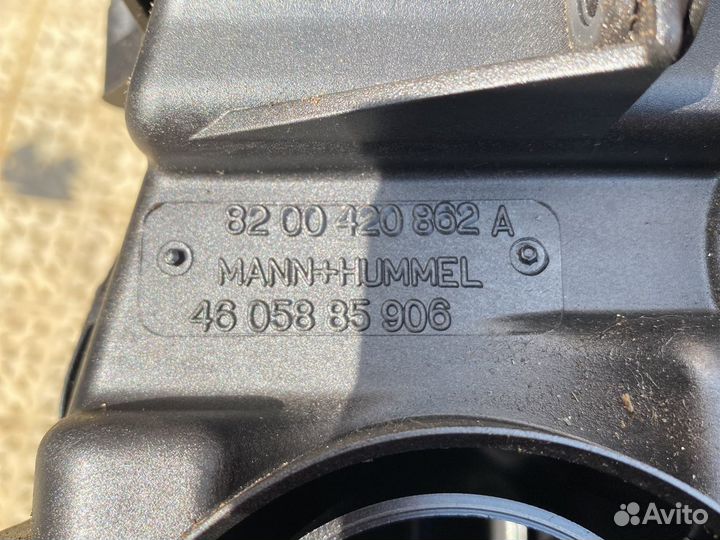 82 00 420 862 A
MANN+HUMMEL
46 058 85 906
Avito